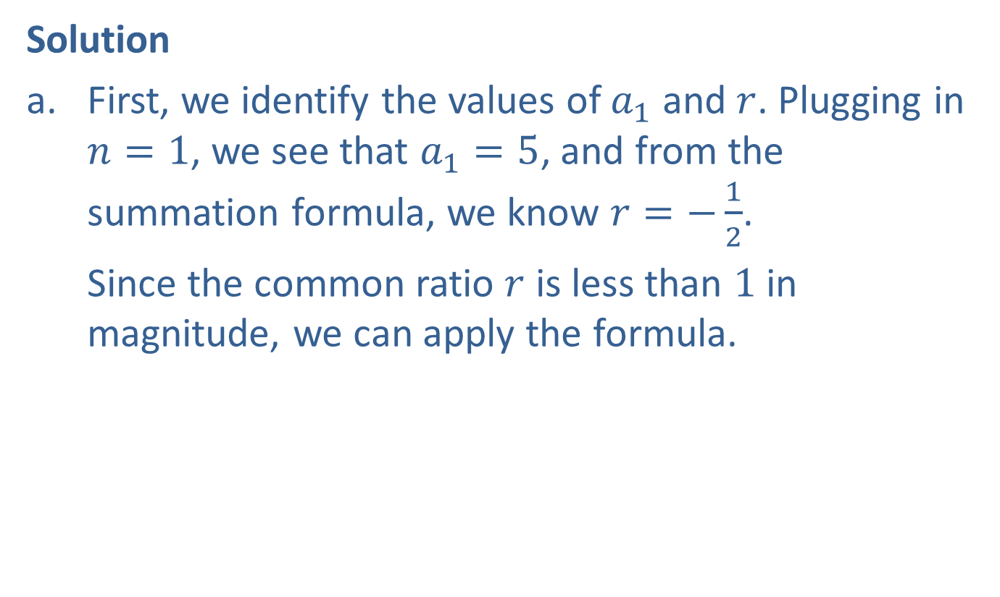 Solution
a. First, we identify the values of $a_1$ and $r$. Plugging in
$n = 1$, we see that $a_1 = 5$, and from the
summation formula, we know $r = -\frac{1}{2}$.
Since the common ratio $r$ is less than $1$ in
magnitude, we can apply the formula.